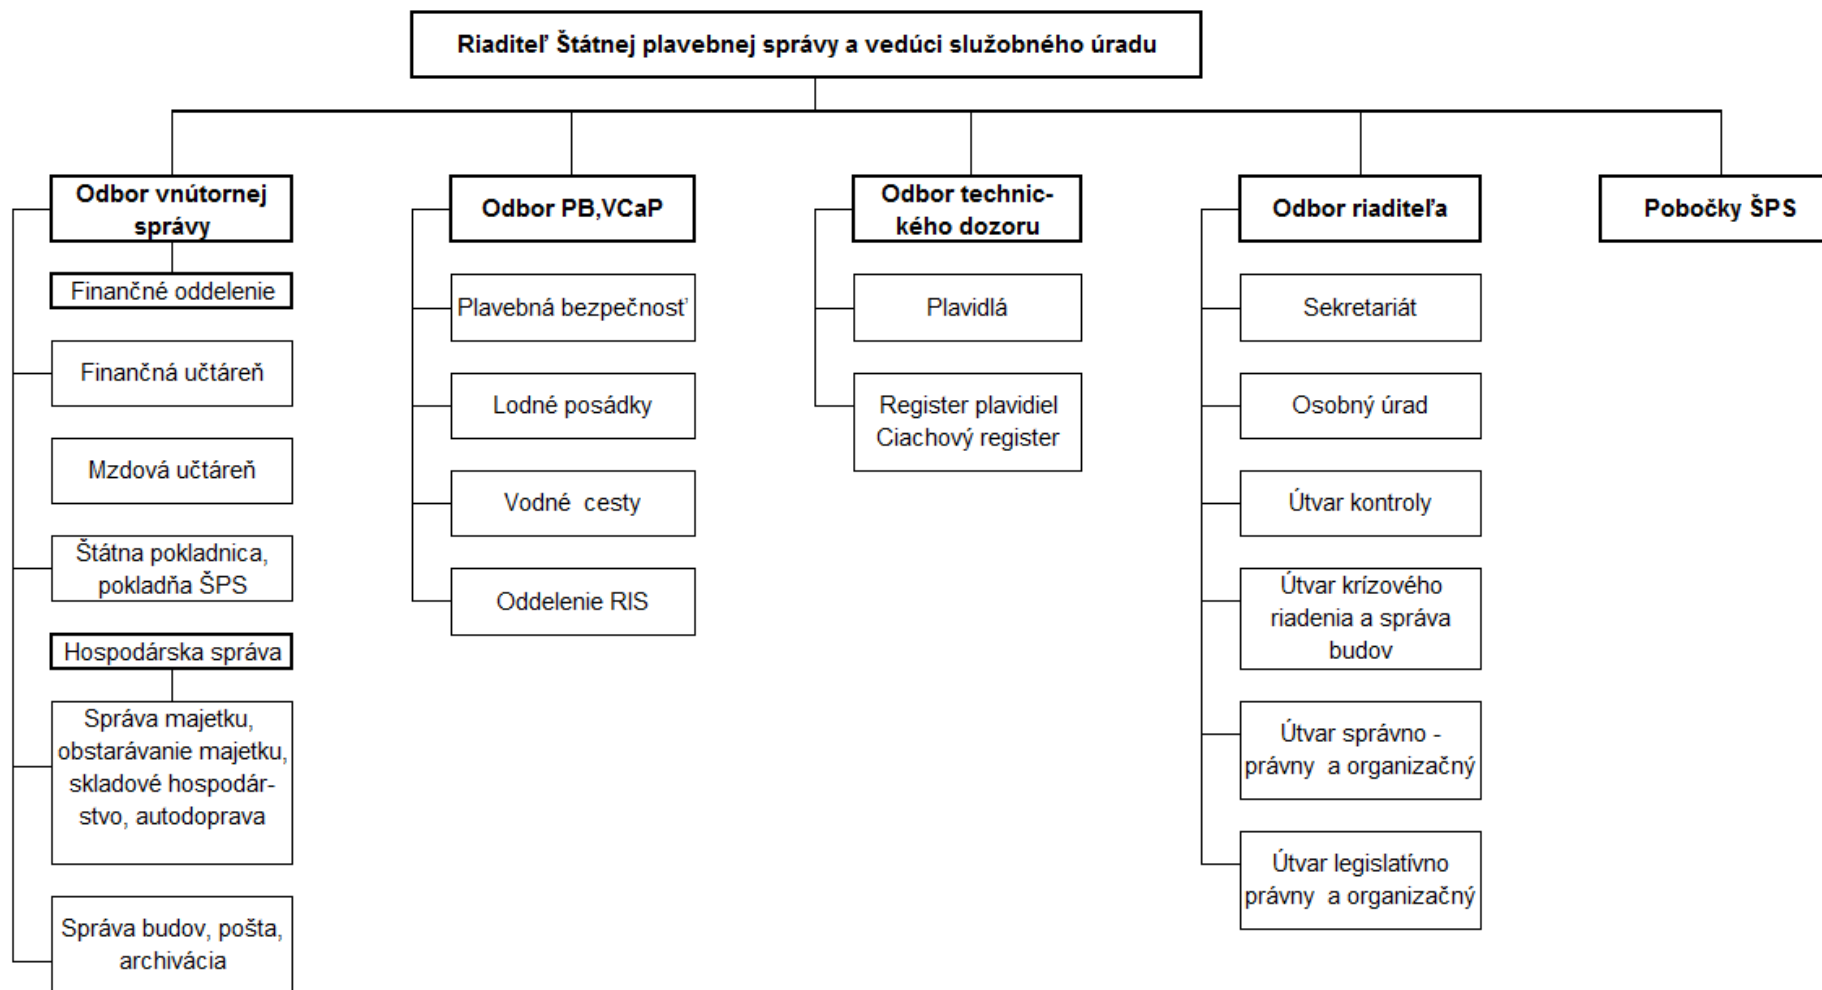 Riaditeľ Štátnej plavebnej správy a vedúci služobného úradu
Odbor vnútornej
správy
Finančné oddelenie
Finančná učtáreň
Mzdová učtáreň
Štátna pokladnica,
pokladňa ŠPS
Hospodárska správa
Správa majetku,
obstarávanie majetku,
skladové hospodár-
stvo, autodoprava
Správa budov, pošta,
archivácia
Odbor PB,VCaP
Plavebná bezpečnosť
Lodné posádky
Vodné  cesty
Oddelenie RIS
Odbor technic-
kého dozoru
Plavidlá
Register plavidiel
Ciachový register
Odbor riaditeľa
Sekretariát
Osobný úrad
Útvar kontroly
Útvar krízového
riadenia a správa
budov
Útvar správno -
právny  a organizačný
Útvar legislatívno
právny  a organizačný
Pobočky ŠPS